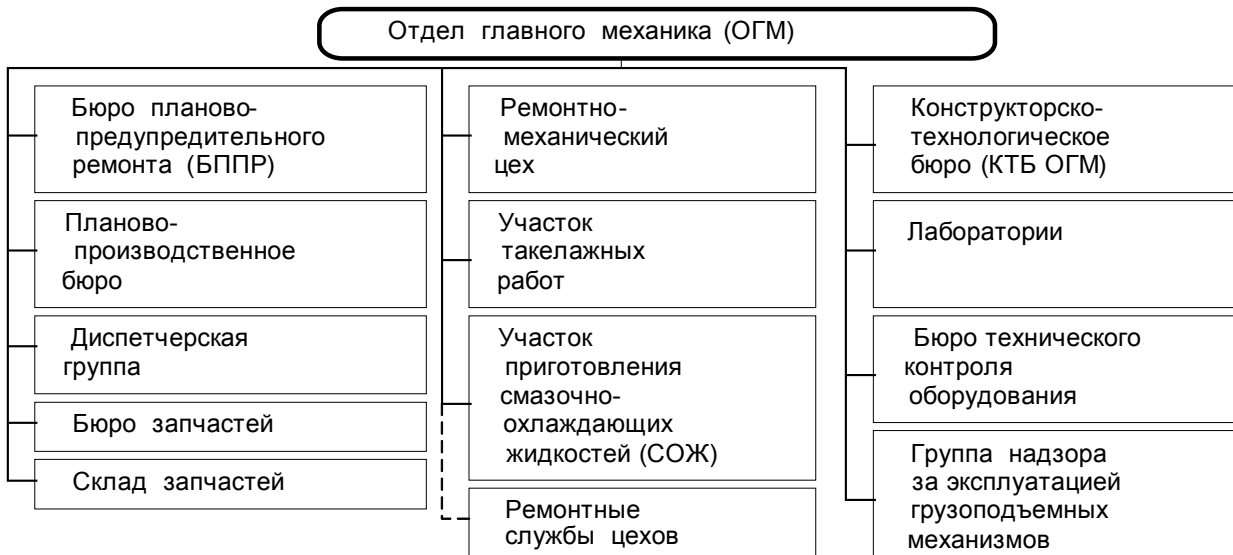 Отдел главного механика (ОГМ)
Бюро планово-
предупредительного
ремонта (БППР)
Планово-
производственное
бюро
Диспетчерская
группа
Бюро запчастей
Склад запчастей
Ремонтно-
механический
цех
Участок
такелажных
работ
Участок
приготовления
смазочно-
охлаждающих
жидкостей (СОЖ)
Ремонтные
службы цехов
Конструкторско-
технологическое
бюро (КТБ ОГМ)
Лаборатории
Бюро технического
контроля
оборудования
Группа надзора
за эксплуатацией
грузоподъемных
механизмов